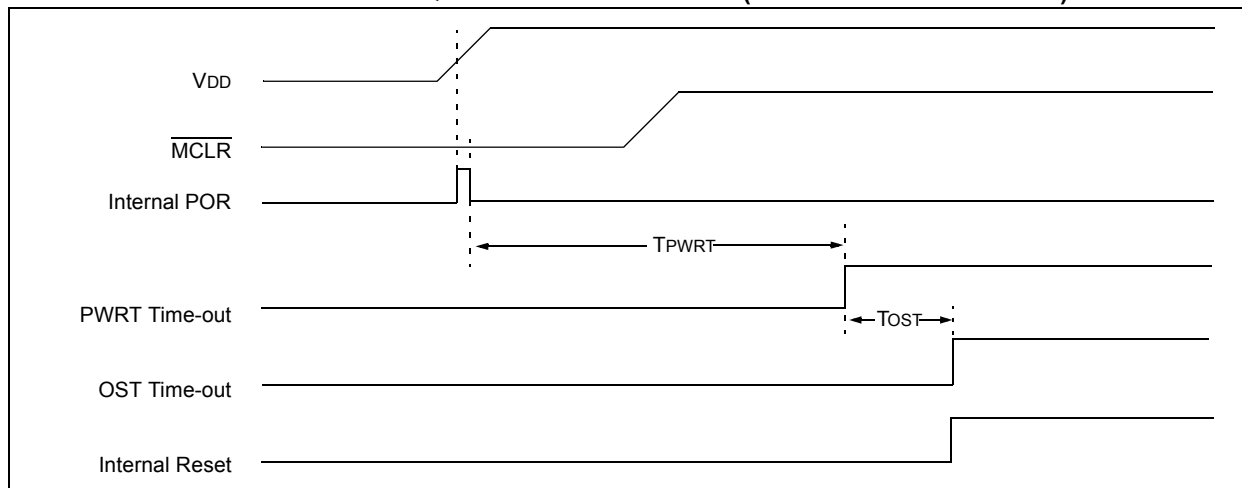 VDD
MCLR
Internal POR
TPWRT
PWRT Time-out
TOST
OST Time-out
Internal Reset